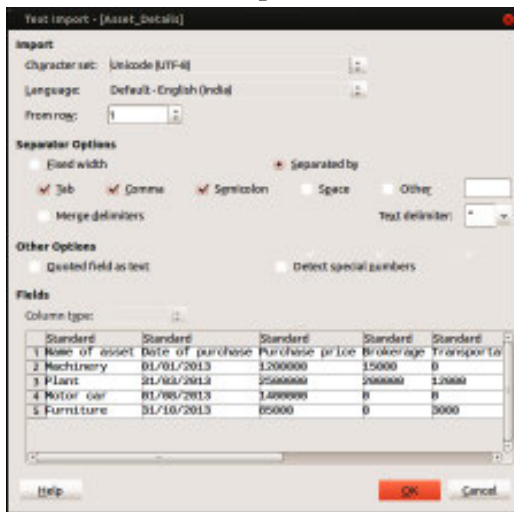 Text Import - [Asset_Details]
Import
Character set: Unicode (UTF-8)
Language: Default - English (India)
From row: 1
Separator Options
Fixed width Separated by
Tab Comma Semicolon Space Other
Merge delimiters Text delimiter: "
Other Options
Quoted field as text Detect special numbers
Fields
Column type:
Standard Standard Standard Standard Standard
1 Name of asset Date of purchase Purchase price Brokerage Transporta
2 Machinery 01/01/2013 1200000 15000 0
3 Plant 31/03/2013 2500000 200000 12000
4 Motor car 01/08/2013 1400000 0 0
5 Furniture 31/10/2013 85000 0 3000
Help OK Cancel